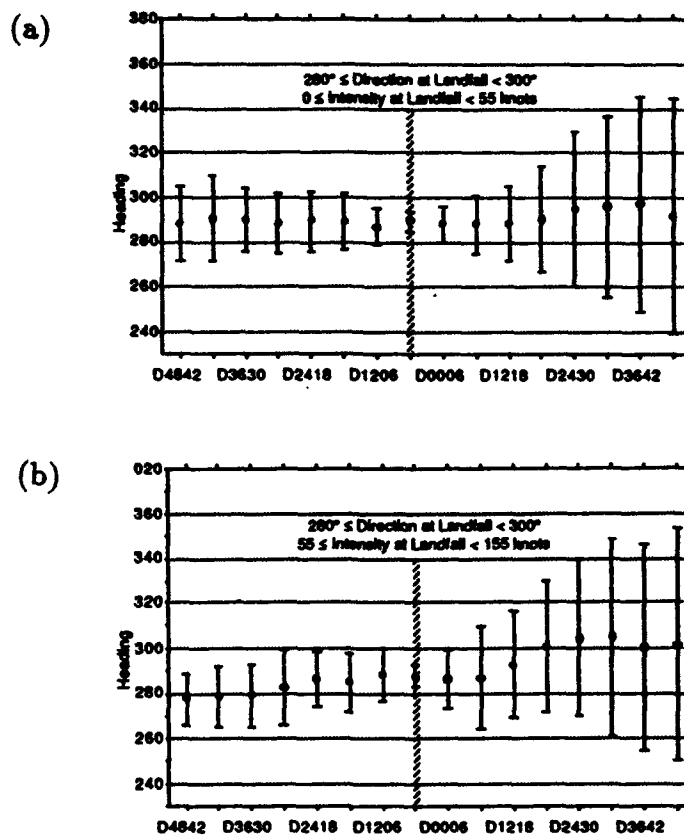 (a)
380
360
280° ≤ Direction at Landfall < 300°
0 ≤ Intensity at Landfall < 55 knots
340
320
300
280
260
240
Heading
D4842 D3630 D2418 D1206 D0006 D1218 D2430 D3642
(b)
020
360
280° ≤ Direction at Landfall < 300°
55 ≤ Intensity at Landfall < 155 knots
340
320
300
280
260
240
Heading
D4842 D3630 D2418 D1206 D0006 D1218 D2430 D3642